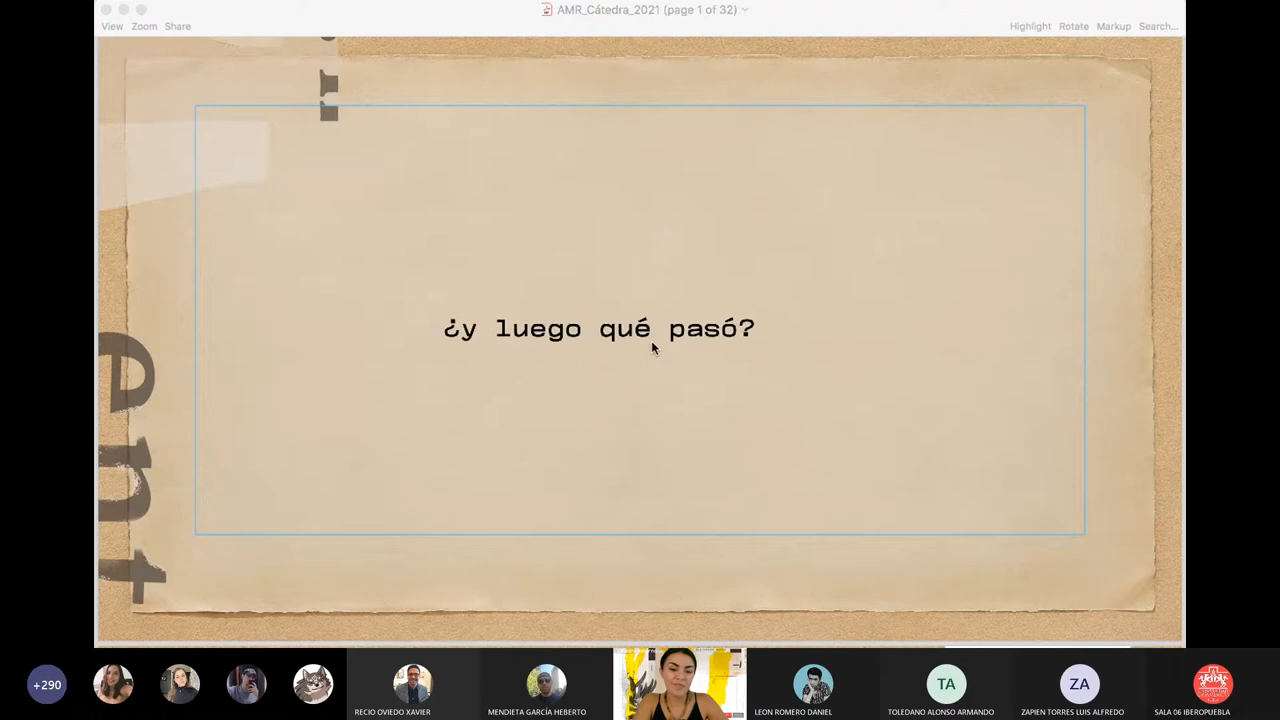 AMR_Cátedra_2021 (page 1 of 32)
View Zoom Share
Highlight Rotate Markup Search...
¿y luego qué pasó?
ent
+290
RECIO OVIEDO XAVIER
MENDIETA GARCÍA HEBERTO
LEON ROMERO DANIEL
TA
TOLEDANO ALONSO ARMANDO
ZA
ZAPIEN TORRES LUIS ALFREDO
SALA 06 IBEROPUEBLA